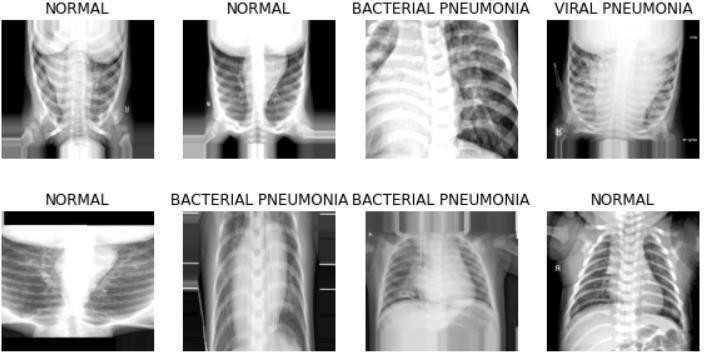 NORMAL
NORMAL
BACTERIAL PNEUMONIA
VIRAL PNEUMONIA
NORMAL
BACTERIAL PNEUMONIA
BACTERIAL PNEUMONIA
NORMAL
R